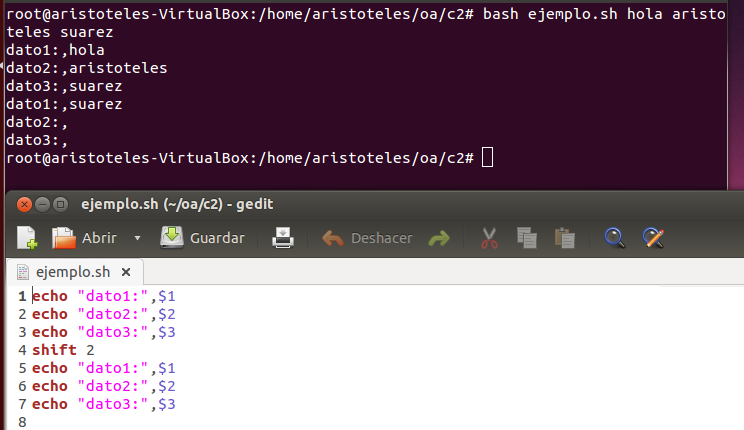 root@aristoteles-VirtualBox:/home/aristoteles/oa/c2# bash ejemplo.sh hola aristo
teles suarez
dato1:,hola
dato2:,aristoteles
dato3:,suarez
dato1:,suarez
dato2:,
dato3:,
root@aristoteles-VirtualBox:/home/aristoteles/oa/c2#
ejemplo.sh (~/oa/c2) - gedit
Abrir Guardar Deshacer
ejemplo.sh ×
1 echo "dato1:",$1
2 echo "dato2:",$2
3 echo "dato3:",$3
4 shift 2
5 echo "dato1:",$1
6 echo "dato2:",$2
7 echo "dato3:",$3
8